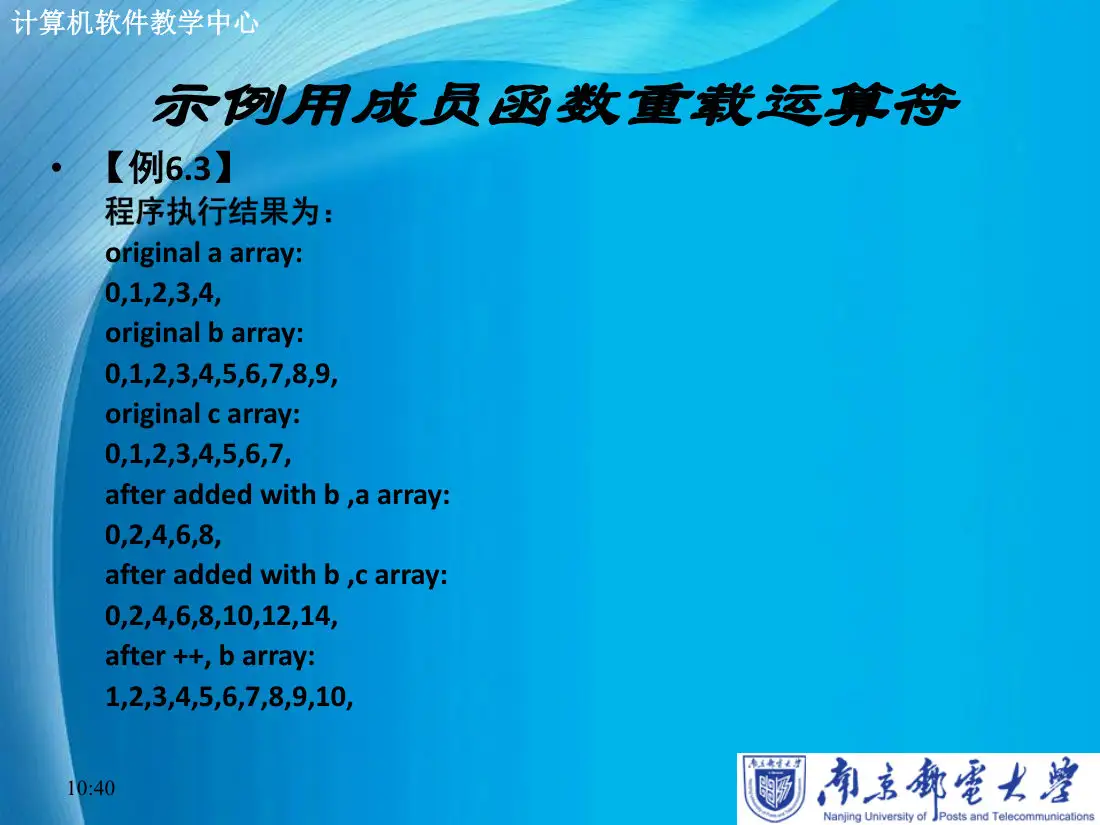 计算机软件教学中心
示例用成员函数重载运算符
• 【例6.3】
程序执行结果为：
original a array:
0,1,2,3,4,
original b array:
0,1,2,3,4,5,6,7,8,9,
original c array:
0,1,2,3,4,5,6,7,
after added with b ,a array:
0,2,4,6,8,
after added with b ,c array:
0,2,4,6,8,10,12,14,
after ++, b array:
1,2,3,4,5,6,7,8,9,10,
10:40
南京郵電大學
Nanjing University of Posts and Telecommunications